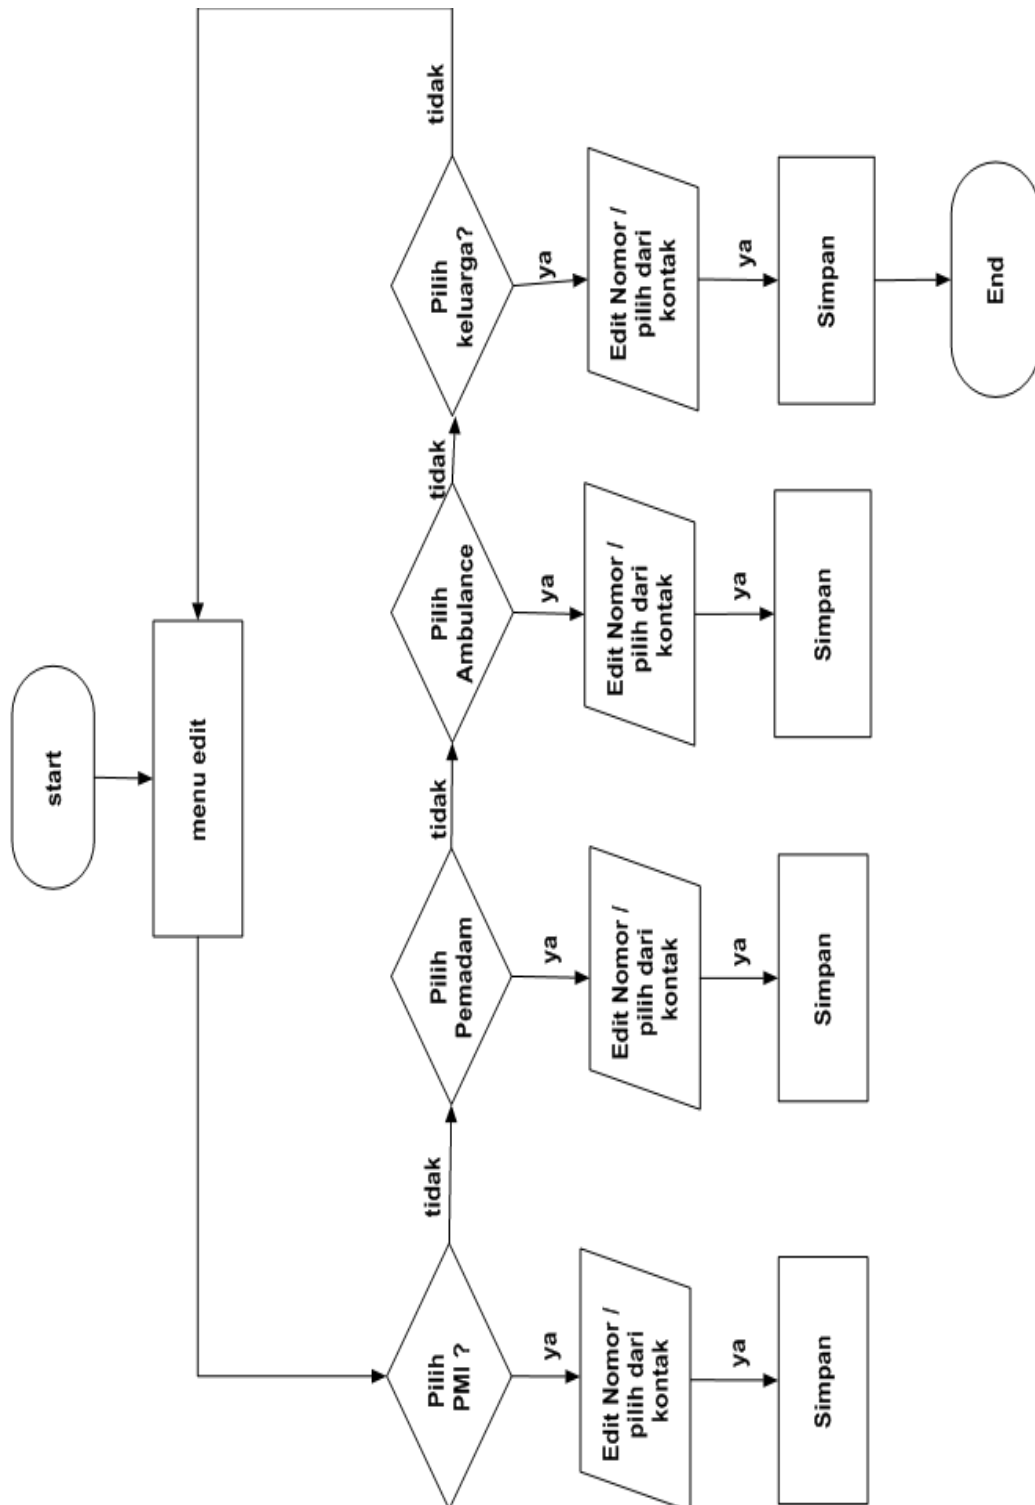 start
menu edit
Pilih
PMI ?
tidak
Pilih
Pemadam
tidak
Pilih
Ambulance
tidak
Pilih
keluarga?
tidak
ya
Edit Nomor /
pilih dari
kontak
ya
Simpan
ya
Edit Nomor /
pilih dari
kontak
ya
Simpan
ya
Edit Nomor /
pilih dari
kontak
ya
Simpan
ya
Edit Nomor /
pilih dari
kontak
ya
Simpan
End